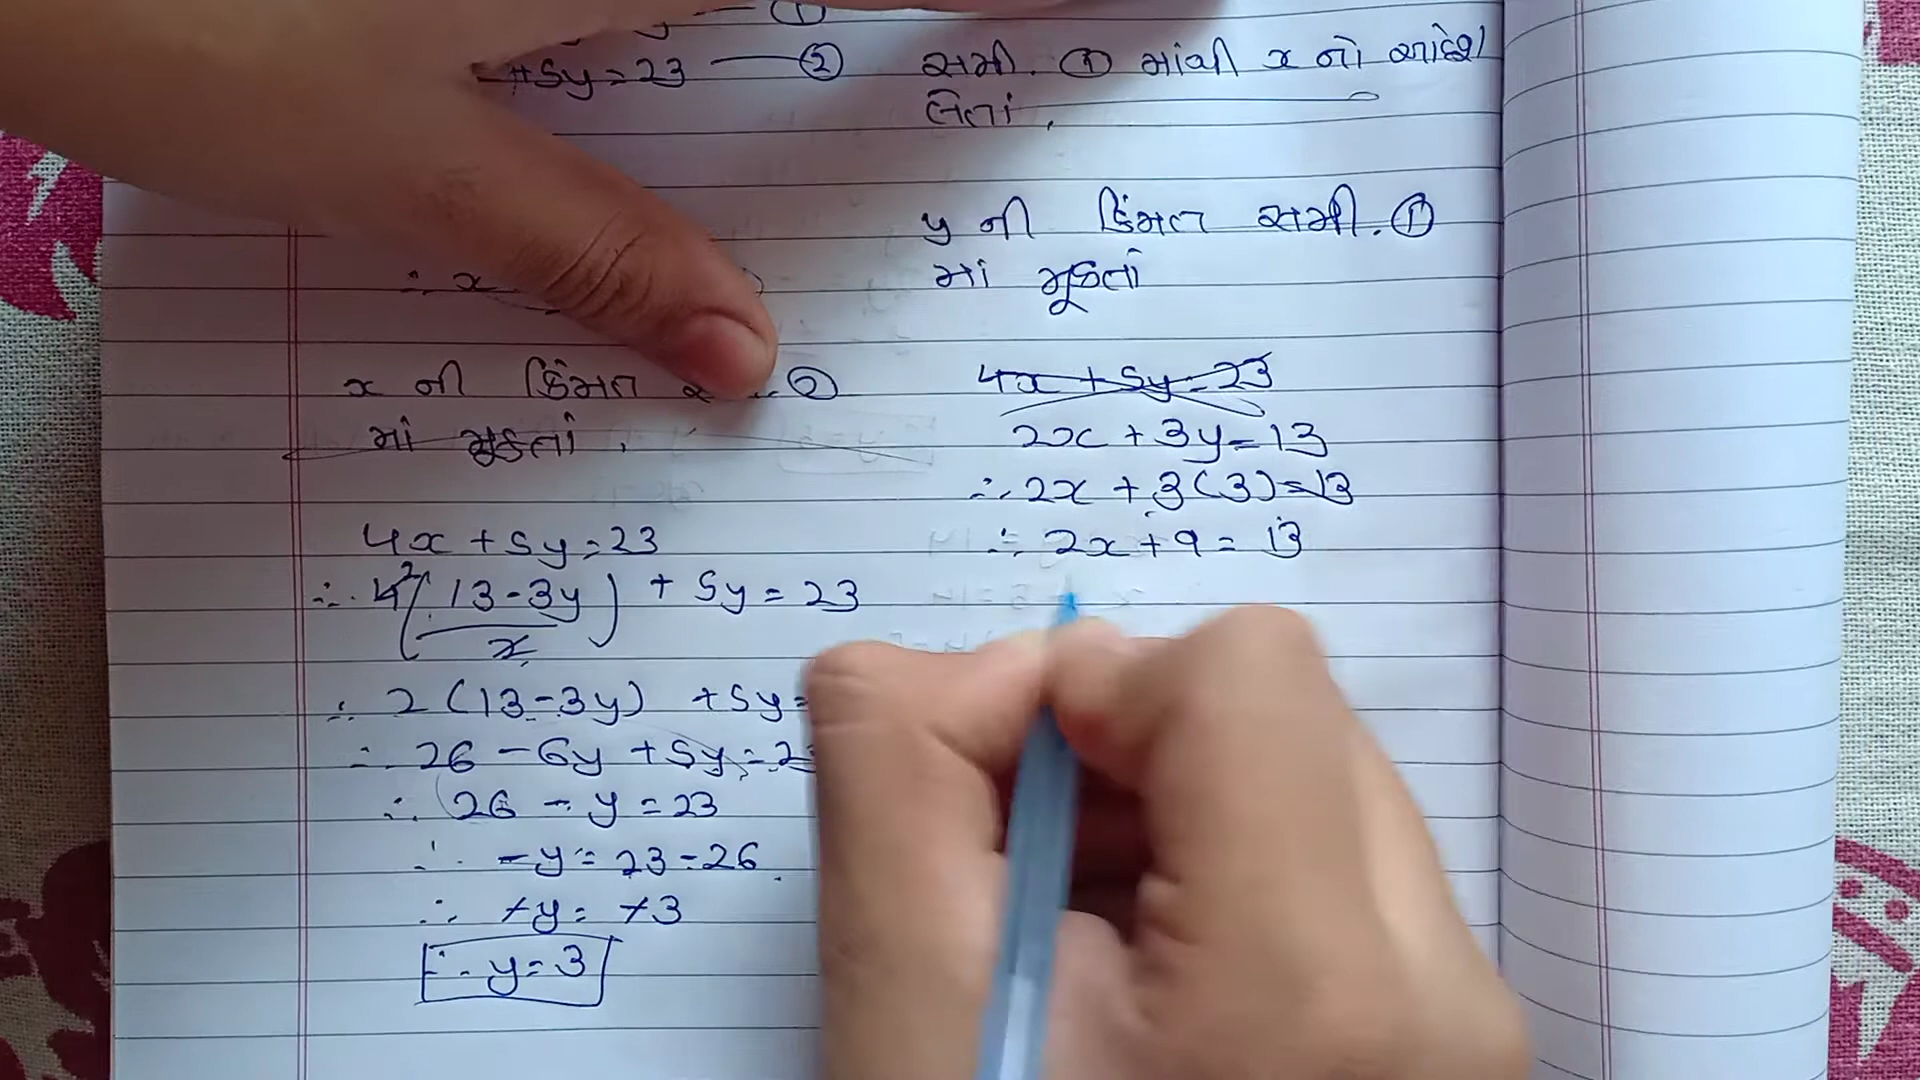 +5y=23 —— ②
સમી. ① માંથી x નો આદેશ
લેતાં,
∴ x
x ની કિંમત ②
માં મુકતાં,
4x + 5y = 23
∴ 4²(13-3y / 2) + 5y = 23
∴ 2(13-3y) +5y=
∴ 26 - 6y + 5y = 23
∴ 26 - y = 23
∴ -y = 23-26
∴ -y = -3
∴ y=3
y ની કિંમત સમી. ①
માં મૂકતાં
4x + 5y = 23
2x + 3y = 13
∴ 2x + 3(3) = 13
∴ 2x + 9 = 13